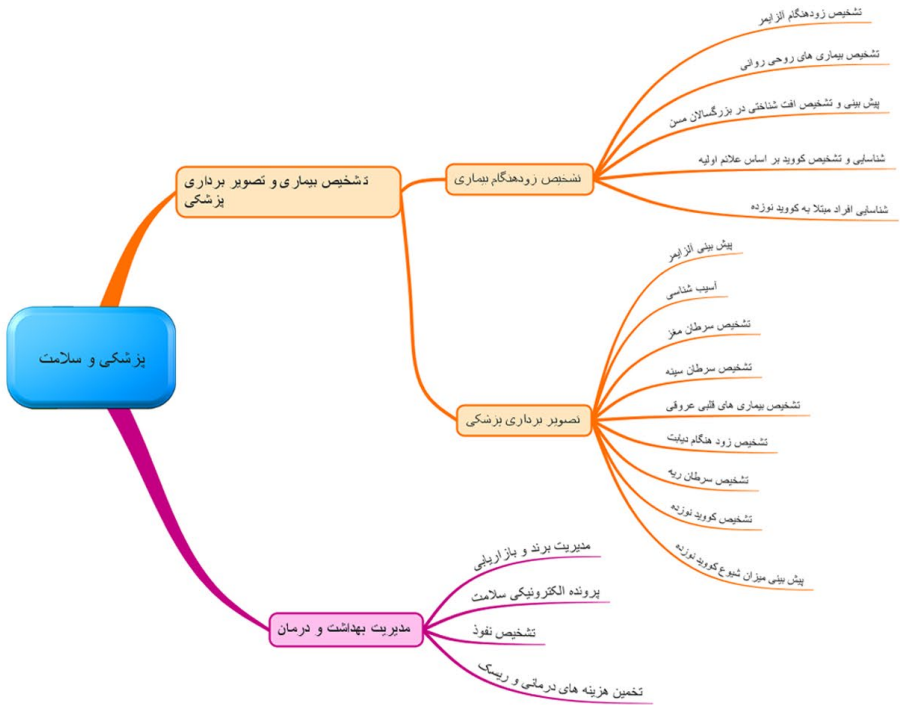 پزشکی و سلامت
تشخیص بیماری و تصویر برداری
پزشکی
تشخیص زودهنگام بیماری
تشخیص زودهنگام آلزایمر
تشخیص بیماری های روحی روانی
پیش بینی و تشخیص افت شناختی در بزرگسالان مسن
شناسایی و تشخیص کووید بر اساس علائم اولیه
شناسایی افراد مبتلا به کووید نوزده
تصویر برداری پزشکی
پیش بینی آلزایمر
آسیب شناسی
تشخیص سرطان مغز
تشخیص سرطان سینه
تشخیص بیماری های قلبی عروقی
تشخیص زود هنگام دیابت
تشخیص سرطان ریه
تشخیص کووید نوزده
پیش بینی میزان شیوع کووید نوزده
مدیریت بهداشت و درمان
مدیریت برند و بازاریابی
پرونده الکترونیکی سلامت
تشخیص نفوذ
تخمین هزینه های درمانی و ریسک